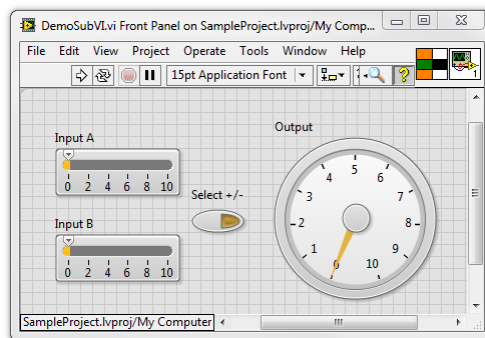 DemoSubVI.vi Front Panel on SampleProject.lvproj/My Comp...
File Edit View Project Operate Tools Window Help
15pt Application Font
?
1
Input A
0 2 4 6 8 10
Input B
0 2 4 6 8 10
Select +/-
Output
0 1 2 3 4 5 6 7 8 9 10
SampleProject.lvproj/My Computer